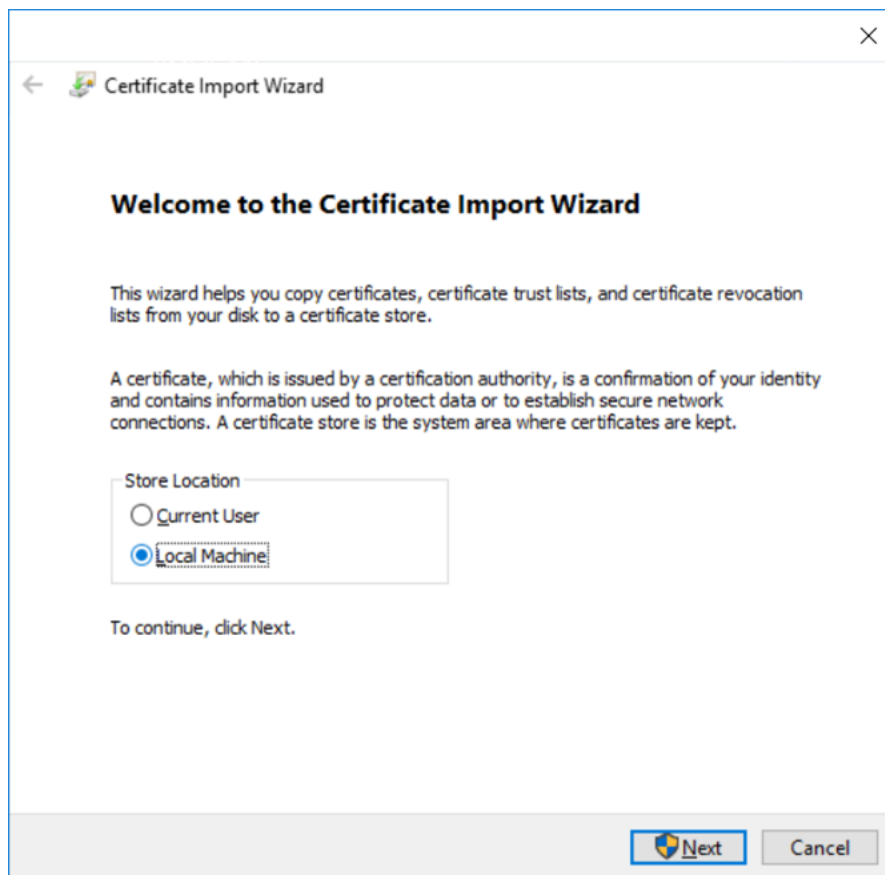 Certificate Import Wizard
Welcome to the Certificate Import Wizard
This wizard helps you copy certificates, certificate trust lists, and certificate revocation
lists from your disk to a certificate store.
A certificate, which is issued by a certification authority, is a confirmation of your identity
and contains information used to protect data or to establish secure network
connections. A certificate store is the system area where certificates are kept.
Store Location
Current User
Local Machine
To continue, click Next.
Next
Cancel